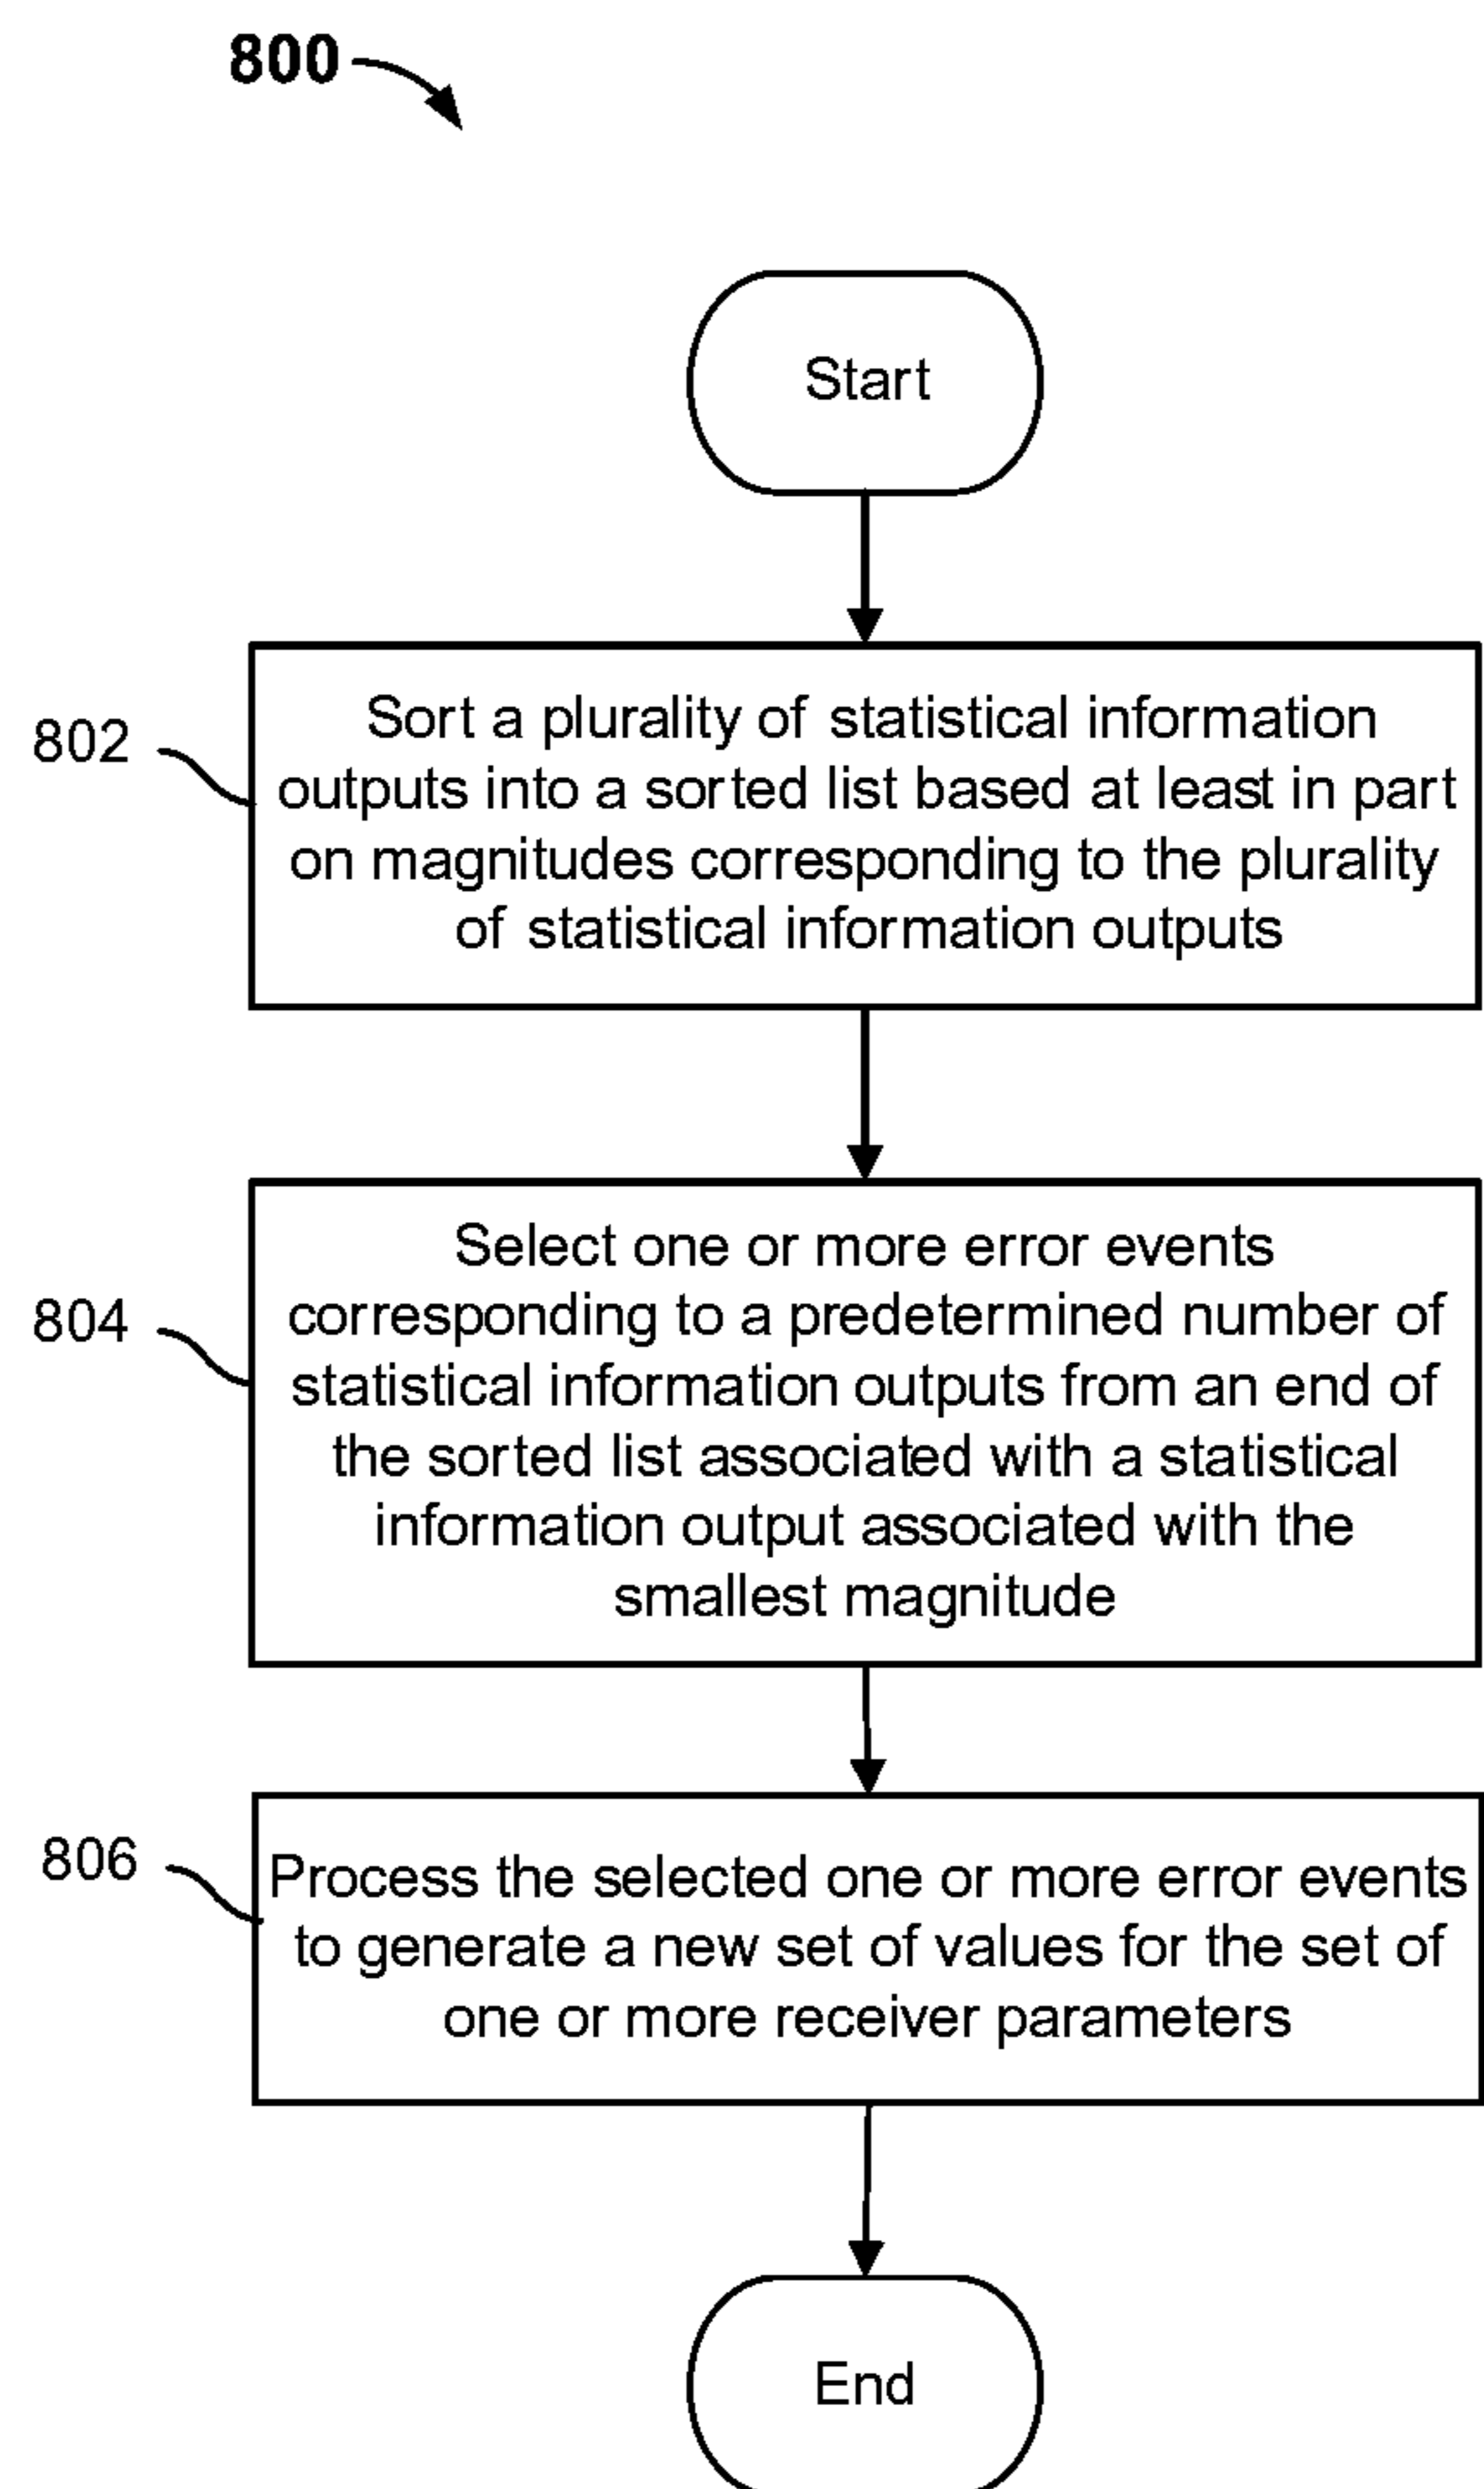 800
Start
802
Sort a plurality of statistical information
outputs into a sorted list based at least in part
on magnitudes corresponding to the plurality
of statistical information outputs
804
Select one or more error events
corresponding to a predetermined number of
statistical information outputs from an end of
the sorted list associated with a statistical
information output associated with the
smallest magnitude
806
Process the selected one or more error events
to generate a new set of values for the set of
one or more receiver parameters
End